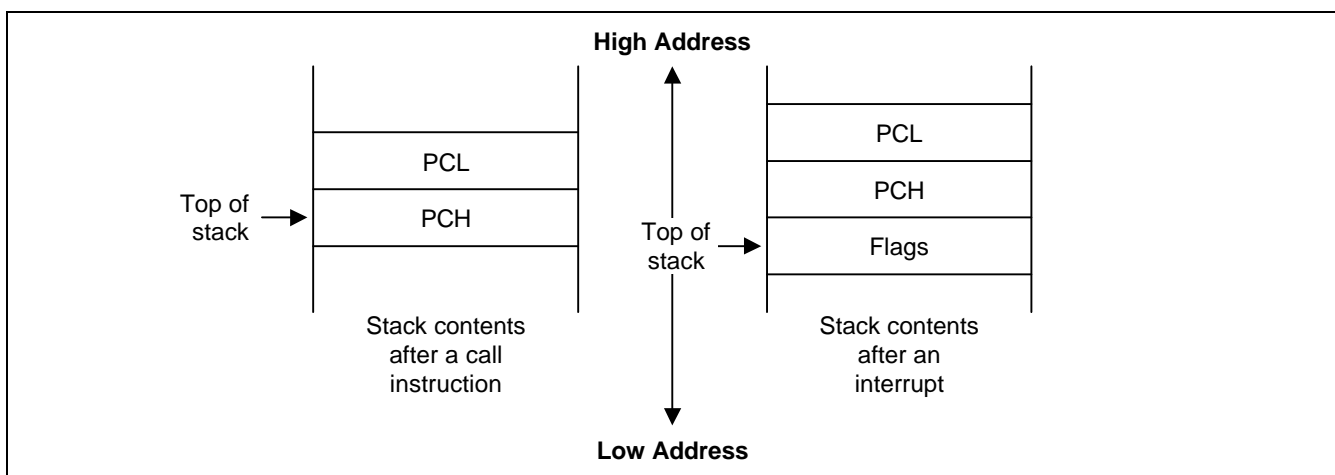 High Address
PCL
PCH
Top of
stack
Stack contents
after a call
instruction
Top of
stack
PCL
PCH
Flags
Stack contents
after an
interrupt
Low Address